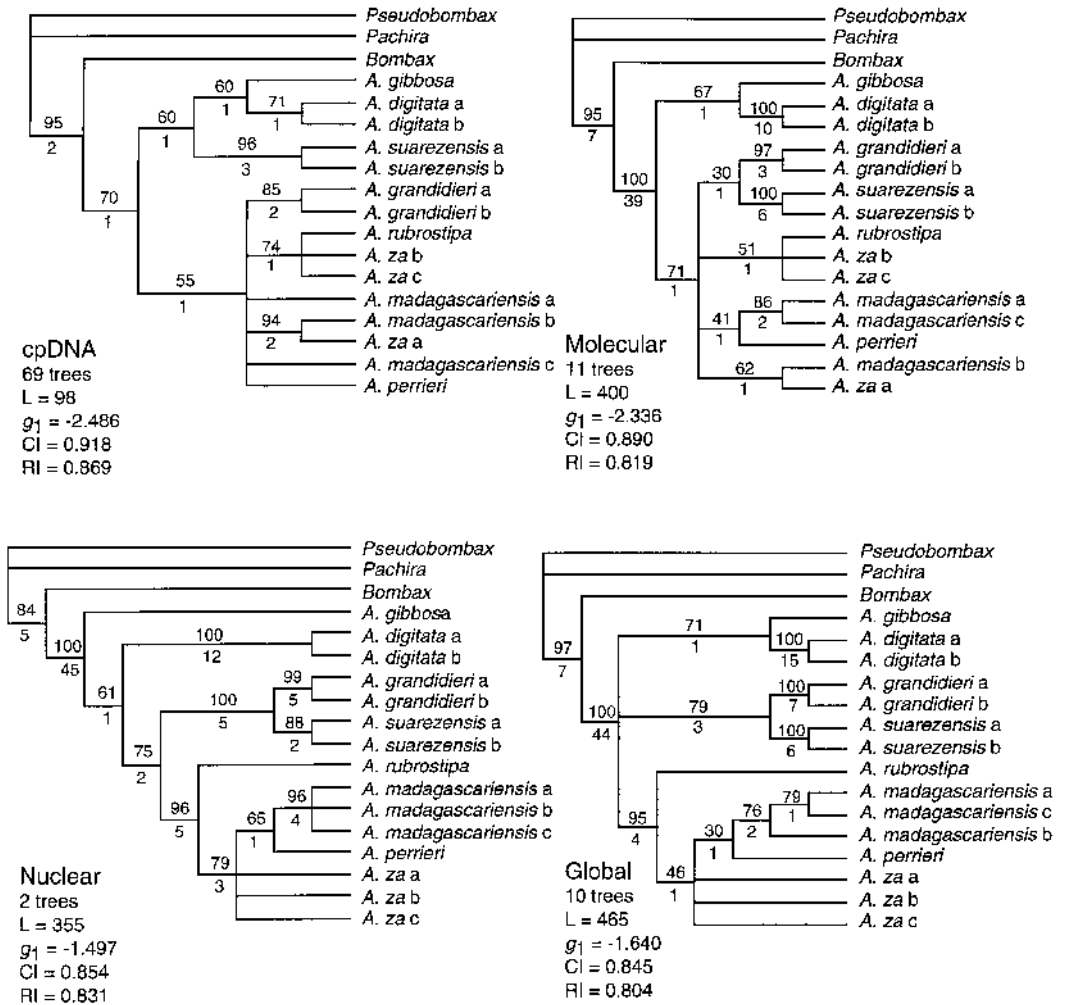 Pseudobombax
Pachira
Bombax
A. gibbosa
A. digitata a
A. digitata b
A. suarezensis a
A. suarezensis b
A. grandidieri a
A. grandidieri b
A. rubrostipa
A. za b
A. za c
A. madagascariensis a
A. madagascariensis b
A. za a
A. madagascariensis c
A. perrieri
95
2
70
1
60
1
60
1
71
1
96
3
55
1
85
2
74
1
94
2
cpDNA
69 trees
L = 98
g1 = -2.486
CI = 0.918
RI = 0.869
Pseudobombax
Pachira
Bombax
A. gibbosa
A. digitata a
A. digitata b
A. grandidieri a
A. grandidieri b
A. suarezensis a
A. suarezensis b
A. rubrostipa
A. za b
A. za c
A. madagascariensis a
A. madagascariensis c
A. perrieri
A. madagascariensis b
A. za a
95
7
100
39
67
1
100
10
71
1
30
1
97
3
100
6
51
1
41
1
86
2
62
1
Molecular
11 trees
L = 400
g1 = -2.336
CI = 0.890
RI = 0.819
Pseudobombax
Pachira
Bombax
A. gibbosa
A. digitata a
A. digitata b
A. grandidieri a
A. grandidieri b
A. suarezensis a
A. suarezensis b
A. rubrostipa
A. madagascariensis a
A. madagascariensis b
A. madagascariensis c
A. perrieri
A. za a
A. za b
A. za c
84
5
100
45
61
1
100
12
75
2
100
5
99
5
88
2
96
5
79
3
65
1
96
4
Nuclear
2 trees
L = 355
g1 = -1.497
CI = 0.854
RI = 0.831
Pseudobombax
Pachira
Bombax
A. gibbosa
A. digitata a
A. digitata b
A. grandidieri a
A. grandidieri b
A. suarezensis a
A. suarezensis b
A. rubrostipa
A. madagascariensis a
A. madagascariensis c
A. madagascariensis b
A. perrieri
A. za a
A. za b
A. za c
97
7
100
44
71
1
100
15
79
3
100
7
100
6
95
4
46
1
30
1
76
2
79
1
Global
10 trees
L = 465
g1 = -1.640
CI = 0.845
RI = 0.804